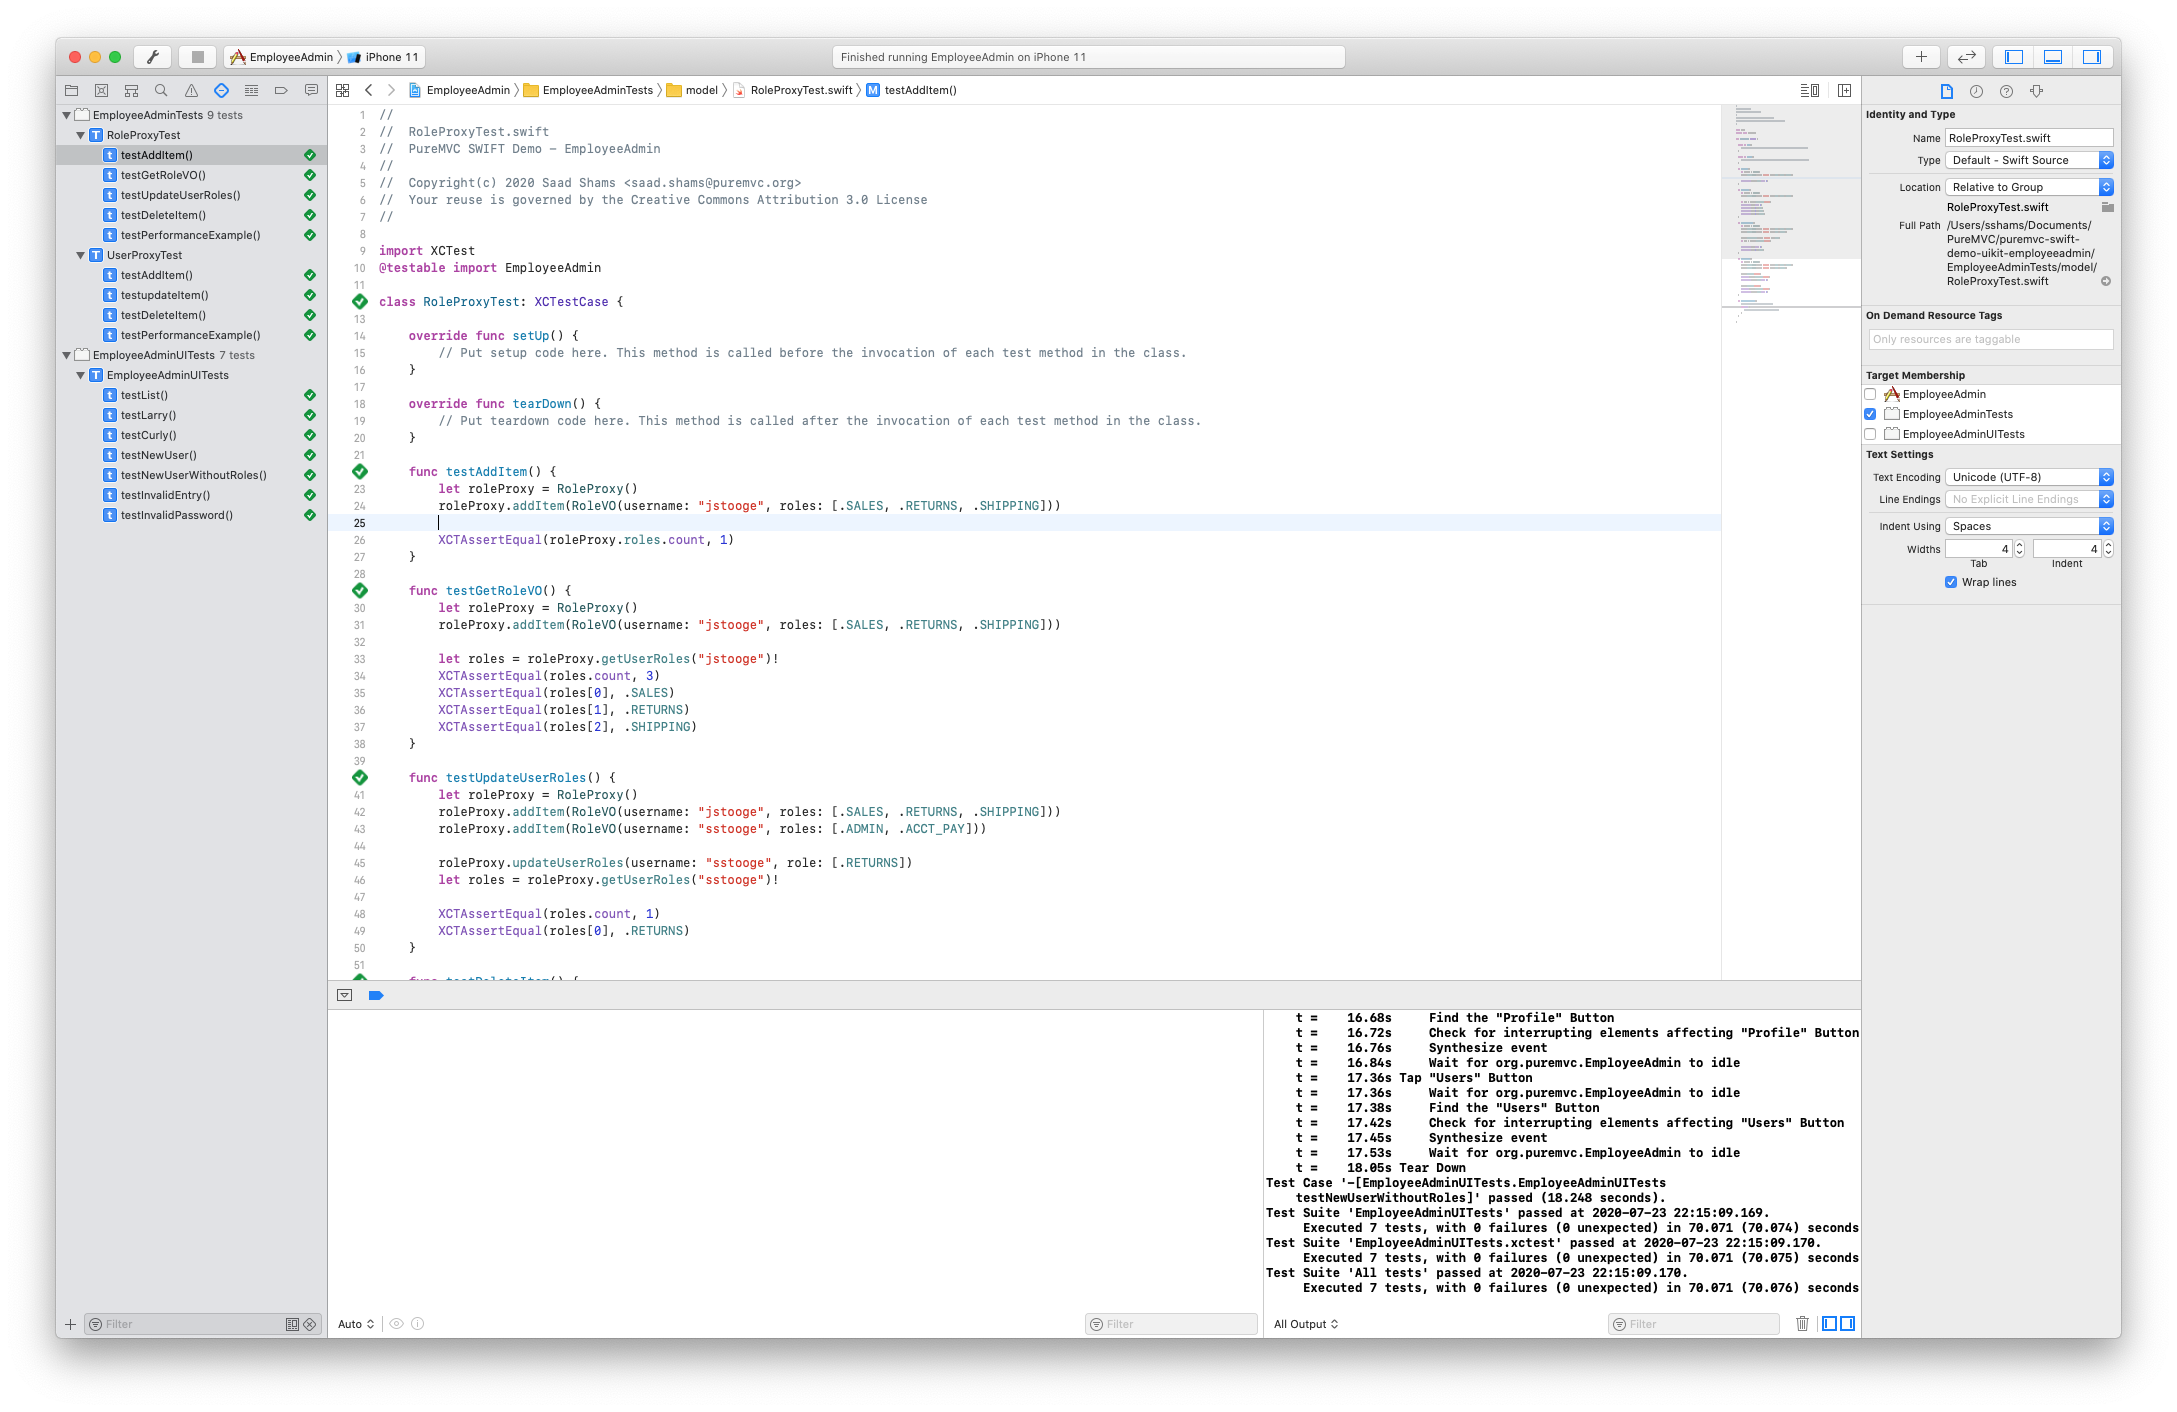 EmployeeAdmin
iPhone 11
Finished running EmployeeAdmin on iPhone 11
EmployeeAdminTests 9 tests
RoleProxyTest
testAddItem()
testGetRoleVO()
testUpdateUserRoles()
testDeleteItem()
testPerformanceExample()
UserProxyTest
testAddItem()
testupdateItem()
testDeleteItem()
testPerformanceExample()
EmployeeAdminUITests 7 tests
EmployeeAdminUITests
testList()
testLarry()
testCurly()
testNewUser()
testNewUserWithoutRoles()
testInvalidEntry()
testInvalidPassword()
Filter
EmployeeAdmin EmployeeAdminTests model RoleProxyTest.swift M testAddItem()
1 //
2 //  RoleProxyTest.swift
3 //  PureMVC SWIFT Demo - EmployeeAdmin
4 //
5 //  Copyright(c) 2020 Saad Shams <saad.shams@puremvc.org>
6 //  Your reuse is governed by the Creative Commons Attribution 3.0 License
7 //
8
9 import XCTest
10 @testable import EmployeeAdmin
11
class RoleProxyTest: XCTestCase {
13
14     override func setUp() {
15         // Put setup code here. This method is called before the invocation of each test method in the class.
16     }
17
18     override func tearDown() {
19         // Put teardown code here. This method is called after the invocation of each test method in the class.
20     }
21
    func testAddItem() {
23         let roleProxy = RoleProxy()
24         roleProxy.addItem(RoleVO(username: "jstooge", roles: [.SALES, .RETURNS, .SHIPPING]))
25
26         XCTAssertEqual(roleProxy.roles.count, 1)
27     }
28
    func testGetRoleVO() {
30         let roleProxy = RoleProxy()
31         roleProxy.addItem(RoleVO(username: "jstooge", roles: [.SALES, .RETURNS, .SHIPPING]))
32
33         let roles = roleProxy.getUserRoles("jstooge")!
34         XCTAssertEqual(roles.count, 3)
35         XCTAssertEqual(roles[0], .SALES)
36         XCTAssertEqual(roles[1], .RETURNS)
37         XCTAssertEqual(roles[2], .SHIPPING)
38     }
39
    func testUpdateUserRoles() {
41         let roleProxy = RoleProxy()
42         roleProxy.addItem(RoleVO(username: "jstooge", roles: [.SALES, .RETURNS, .SHIPPING]))
43         roleProxy.addItem(RoleVO(username: "sstooge", roles: [.ADMIN, .ACCT_PAY]))
44
45         roleProxy.updateUserRoles(username: "sstooge", role: [.RETURNS])
46         let roles = roleProxy.getUserRoles("sstooge")!
47
48         XCTAssertEqual(roles.count, 1)
49         XCTAssertEqual(roles[0], .RETURNS)
50     }
51
    func testDeleteItem() {
Auto
Filter
t =    16.68s     Find the "Profile" Button
t =    16.72s     Check for interrupting elements affecting "Profile" Button
t =    16.76s     Synthesize event
t =    16.84s     Wait for org.puremvc.EmployeeAdmin to idle
t =    17.36s Tap "Users" Button
t =    17.36s     Wait for org.puremvc.EmployeeAdmin to idle
t =    17.38s     Find the "Users" Button
t =    17.42s     Check for interrupting elements affecting "Users" Button
t =    17.45s     Synthesize event
t =    17.53s     Wait for org.puremvc.EmployeeAdmin to idle
t =    18.05s Tear Down
Test Case '-[EmployeeAdminUITests.EmployeeAdminUITests
testNewUserWithoutRoles]' passed (18.248 seconds).
Test Suite 'EmployeeAdminUITests' passed at 2020-07-23 22:15:09.169.
Executed 7 tests, with 0 failures (0 unexpected) in 70.071 (70.074) seconds
Test Suite 'EmployeeAdminUITests.xctest' passed at 2020-07-23 22:15:09.170.
Executed 7 tests, with 0 failures (0 unexpected) in 70.071 (70.075) seconds
Test Suite 'All tests' passed at 2020-07-23 22:15:09.170.
Executed 7 tests, with 0 failures (0 unexpected) in 70.071 (70.076) seconds
All Output
Filter
Identity and Type
Name RoleProxyTest.swift
Type Default - Swift Source
Location Relative to Group
RoleProxyTest.swift
Full Path /Users/sshams/Documents/
PureMVC/puremvc-swift-
demo-uikit-employeeadmin/
EmployeeAdminTests/model/
RoleProxyTest.swift
On Demand Resource Tags
Only resources are taggable
Target Membership
EmployeeAdmin
EmployeeAdminTests
EmployeeAdminUITests
Text Settings
Text Encoding Unicode (UTF-8)
Line Endings No Explicit Line Endings
Indent Using Spaces
Widths 4 4
Tab Indent
Wrap lines